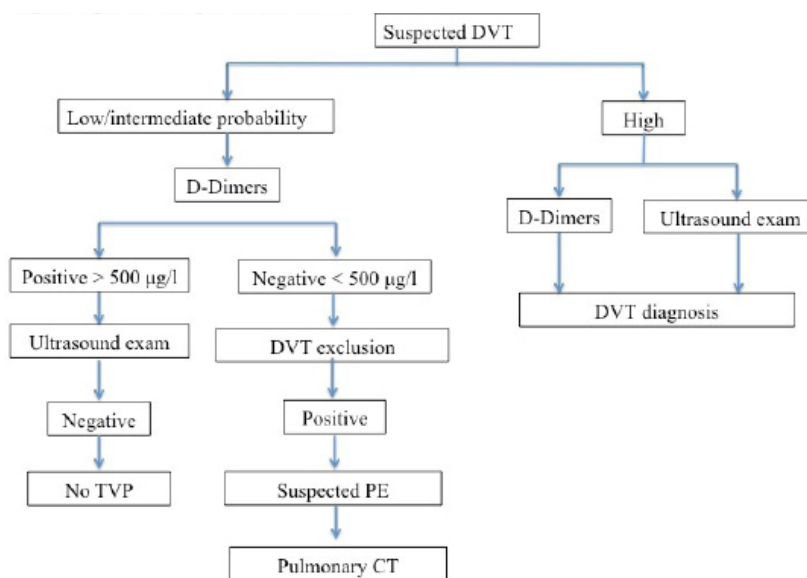 Suspected DVT
Low/intermediate probability
High
D-Dimers
D-Dimers
Ultrasound exam
Positive > 500 μg/l
Negative < 500 μg/l
DVT diagnosis
Ultrasound exam
DVT exclusion
Negative
Positive
No TVP
Suspected PE
Pulmonary CT